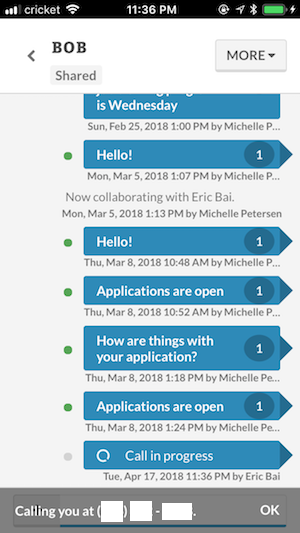 cricket 11:36 PM
BOB
Shared
MORE
is Wednesday
Sun, Feb 25, 2018 1:00 PM by Michelle P...
Hello! 1
Mon, Mar 5, 2018 1:07 PM by Michelle P...
Now collaborating with Eric Bai.
Mon, Mar 5, 2018 1:13 PM by Michelle Petersen
Hello! 1
Thu, Mar 8, 2018 10:48 AM by Michelle P...
Applications are open 1
Thu, Mar 8, 2018 10:52 AM by Michelle P...
How are things with
your application? 1
Thu, Mar 8, 2018 1:18 PM by Michelle Pe...
Applications are open 1
Thu, Mar 8, 2018 1:24 PM by Michelle P...
Call in progress
Tue, Apr 17, 2018 11:36 PM by Eric Bai
Calling you at ( ) - . OK